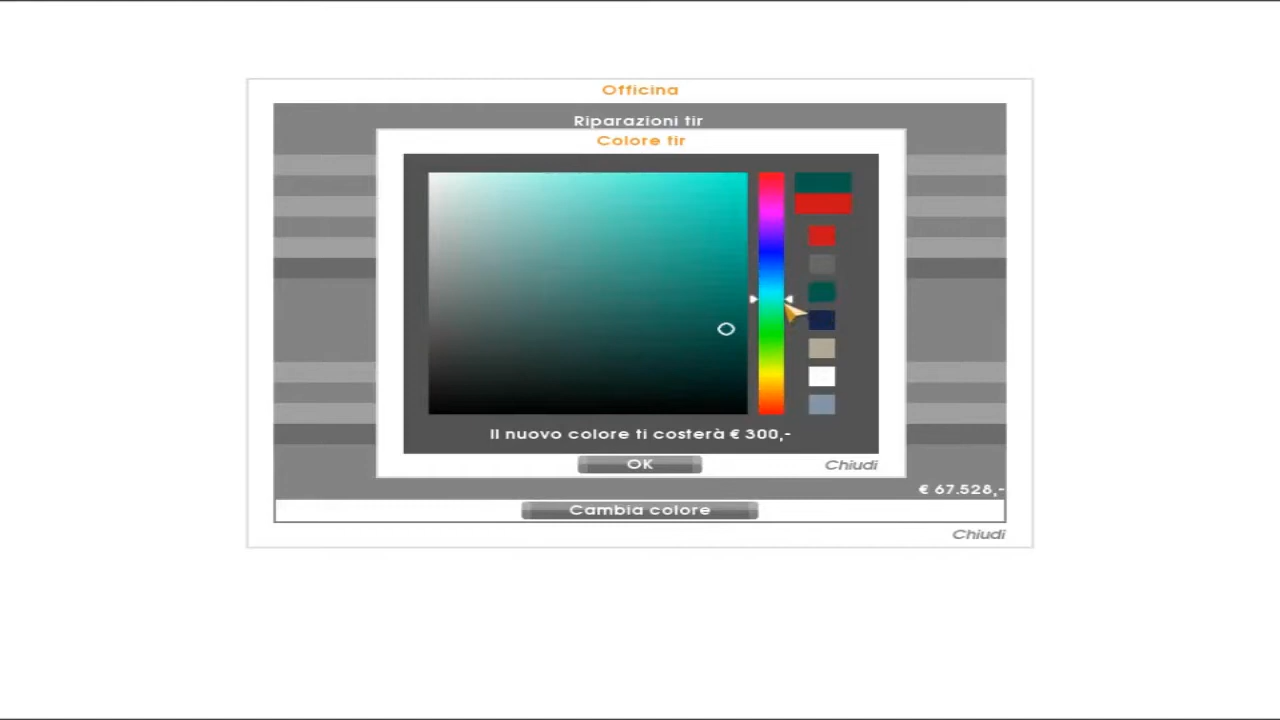 Officina
Riparazioni tir
Colore tir
Il nuovo colore ti costerà € 300,-
OK
Chiudi
€ 67.528,-
Cambia colore
Chiudi